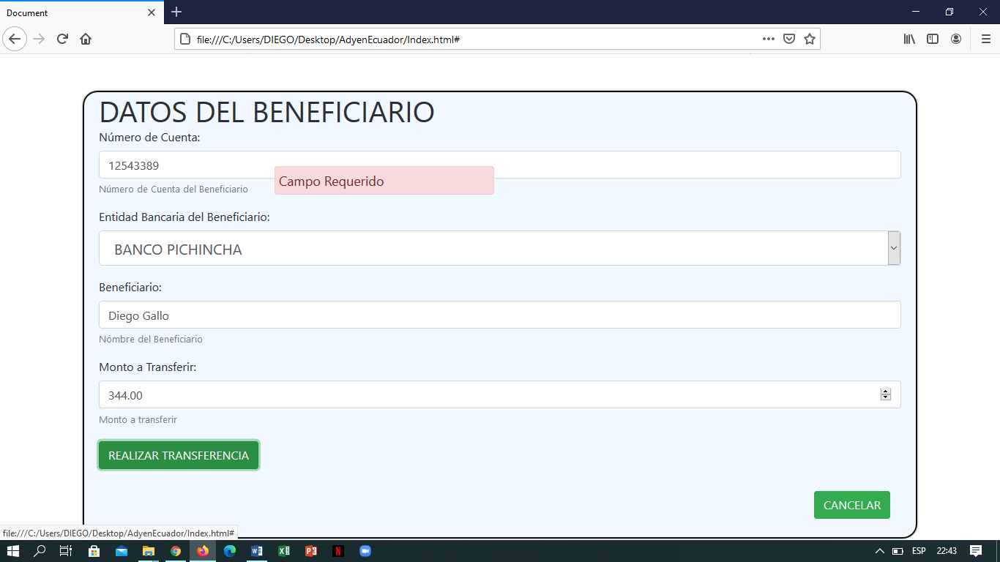 Document
file:///C:/Users/DIEGO/Desktop/AdyenEcuador/Index.html#
DATOS DEL BENEFICIARIO
Número de Cuenta:
12543389
Campo Requerido
Número de Cuenta del Beneficiario
Entidad Bancaria del Beneficiario:
BANCO PICHINCHA
Beneficiario:
Diego Gallo
Nómbre del Beneficiario
Monto a Transferir:
344.00
Monto a transferir
REALIZAR TRANSFERENCIA
CANCELAR
file:///C:/Users/DIEGO/Desktop/AdyenEcuador/Index.html#
ESP 22:43